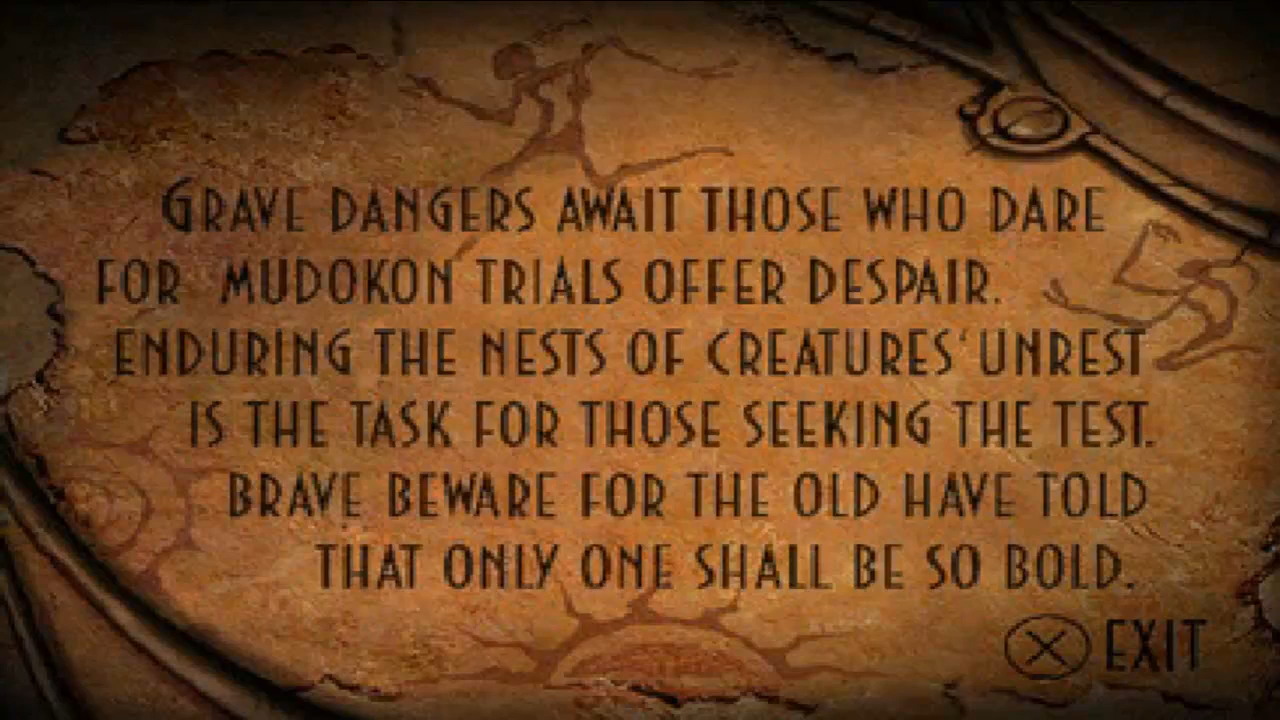 GRAVE DANGERS AWAIT THOSE WHO DARE
FOR MUDOKON TRIALS OFFER DESPAIR.
ENDURING THE NESTS OF CREATURES' UNREST
IS THE TASK FOR THOSE SEEKING THE TEST.
BRAVE BEWARE FOR THE OLD HAVE TOLD
THAT ONLY ONE SHALL BE SO BOLD.
X EXIT